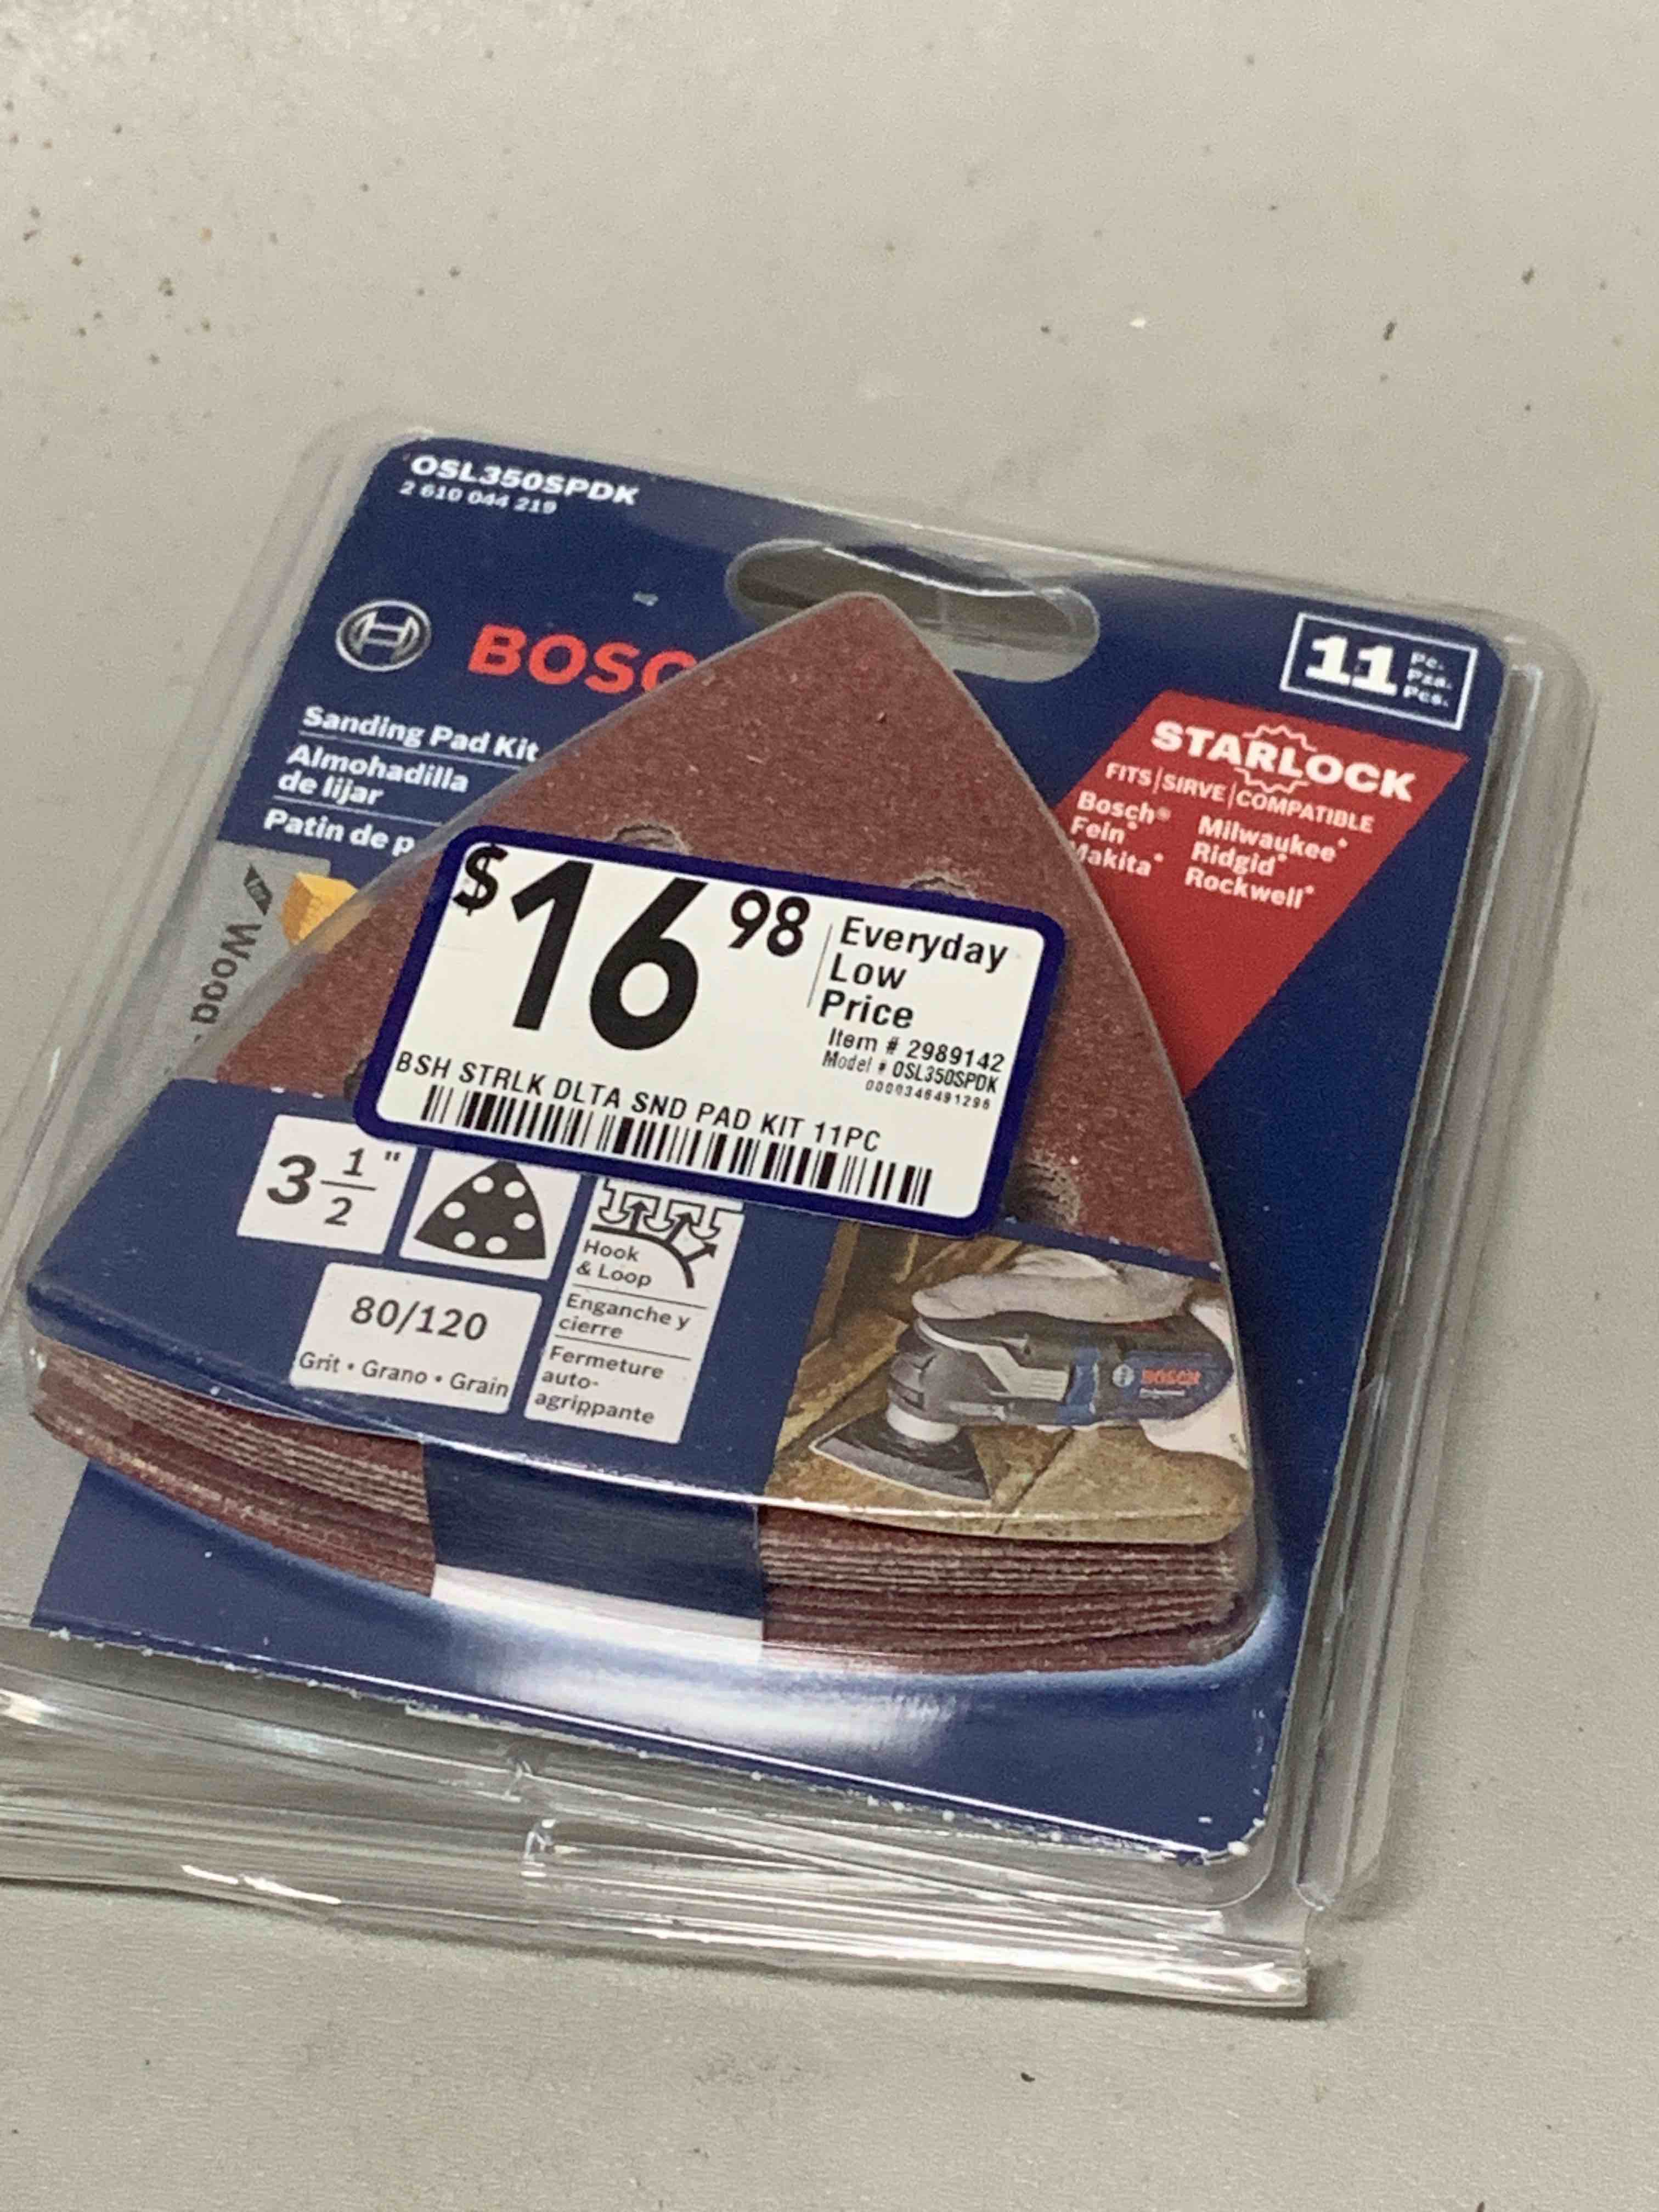 OSL350SPDK
2 610 044 219
BOSC
11 Pc.
Pza.
Pcs.
Sanding Pad Kit
Almohadilla
de lijar
Patin de p
STARLOCK
FITS|SIRVE|COMPATIBLE
Bosch®
Fein*
Makita*
Milwaukee*
Ridgid*
Rockwell*
for
Wood
$16 98
Everyday
Low
Price
Item # 2989142
Model # OSL350SPDK
0000346491296
BSH STRLK DLTA SND PAD KIT 11PC
3 1/2"
Hook
& Loop
Enganche y
cierre
Fermeture
auto-
agrippante
80/120
Grit • Grano • Grain
BOSCH